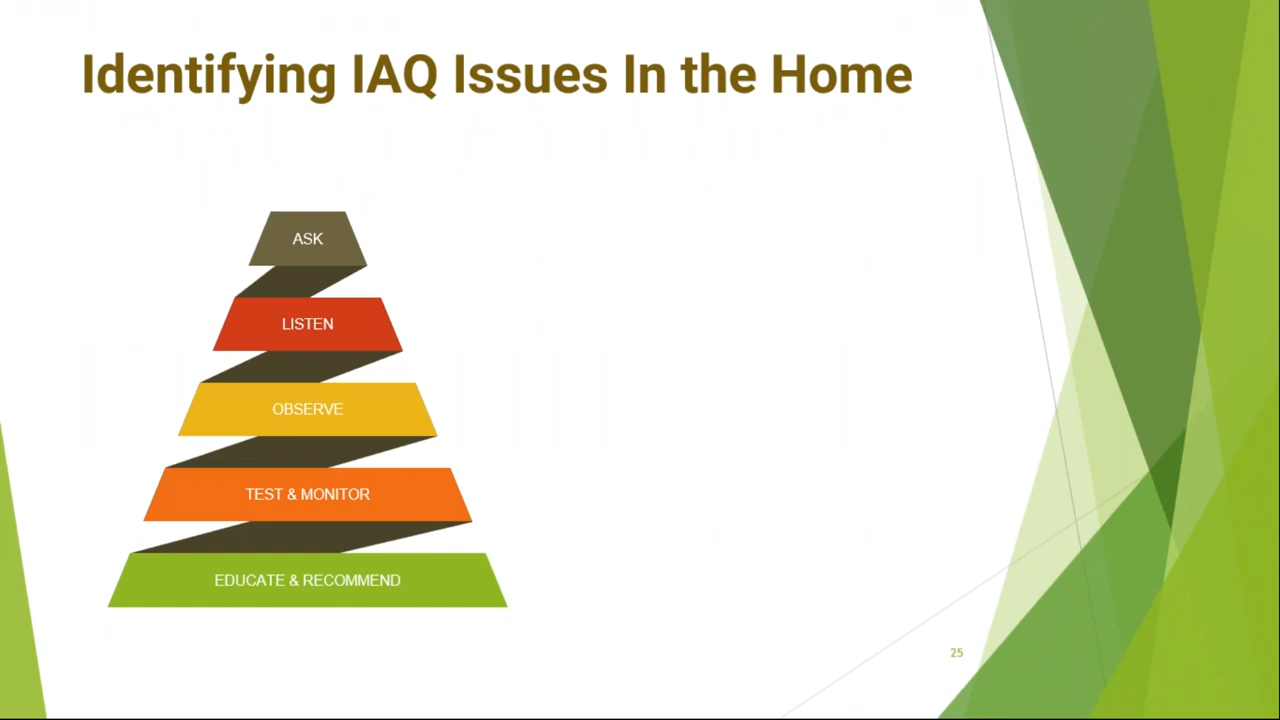 Identifying IAQ Issues In the Home
ASK
LISTEN
OBSERVE
TEST & MONITOR
EDUCATE & RECOMMEND
25